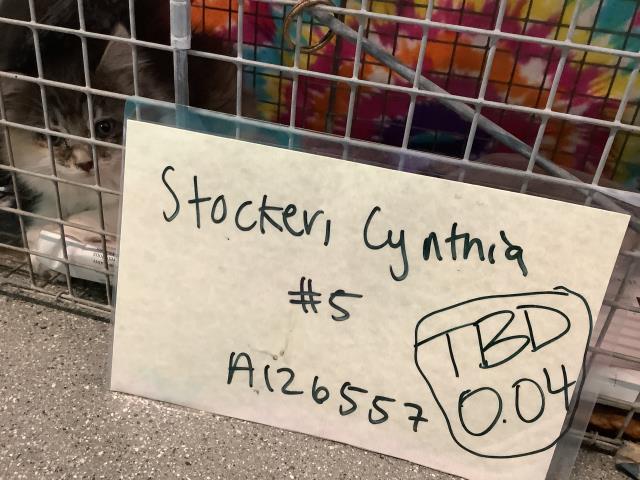 Stocker, Cynthia
#5
A126557
TBD
0.04